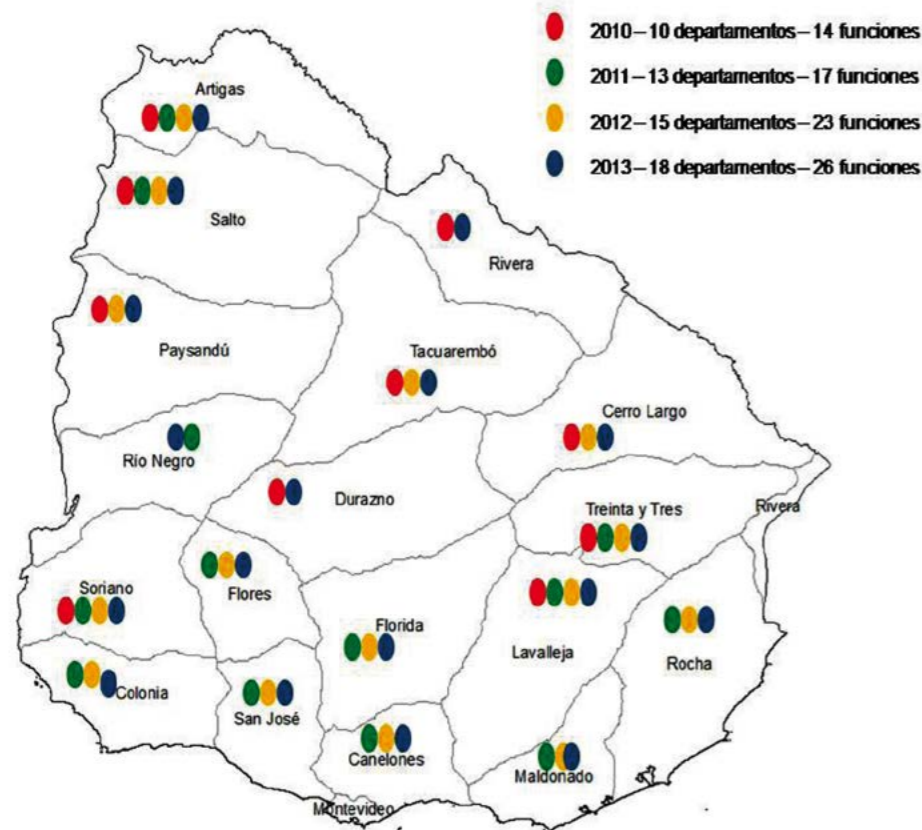 2010 – 10 departamentos – 14 funciones
2011 – 13 departamentos – 17 funciones
2012 – 15 departamentos – 23 funciones
2013 – 18 departamentos – 26 funciones
Artigas
Salto
Rivera
Paysandú
Tacuarembó
Cerro Largo
Río Negro
Durazno
Treinta y Tres
Rivera
Soriano
Flores
Florida
Lavalleja
Rocha
Colonia
San José
Canelones
Maldonado
Montevideo